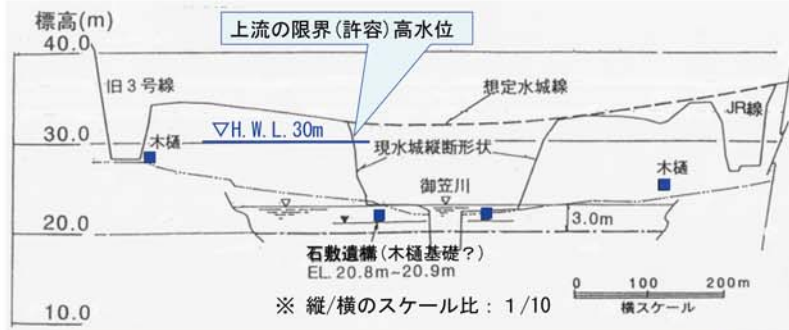 標高(m)
上流の限界(許容)高水位
40.0
旧3号線
想定水城線
JR線
▽H.W.L.30m
30.0
木樋
現水城縦断形状
木樋
御笠川
20.0
3.0m
石敷遺構(木樋基礎?)
EL.20.8m~20.9m
0 100 200m
横スケール
※ 縦/横のスケール比：1/10
10.0